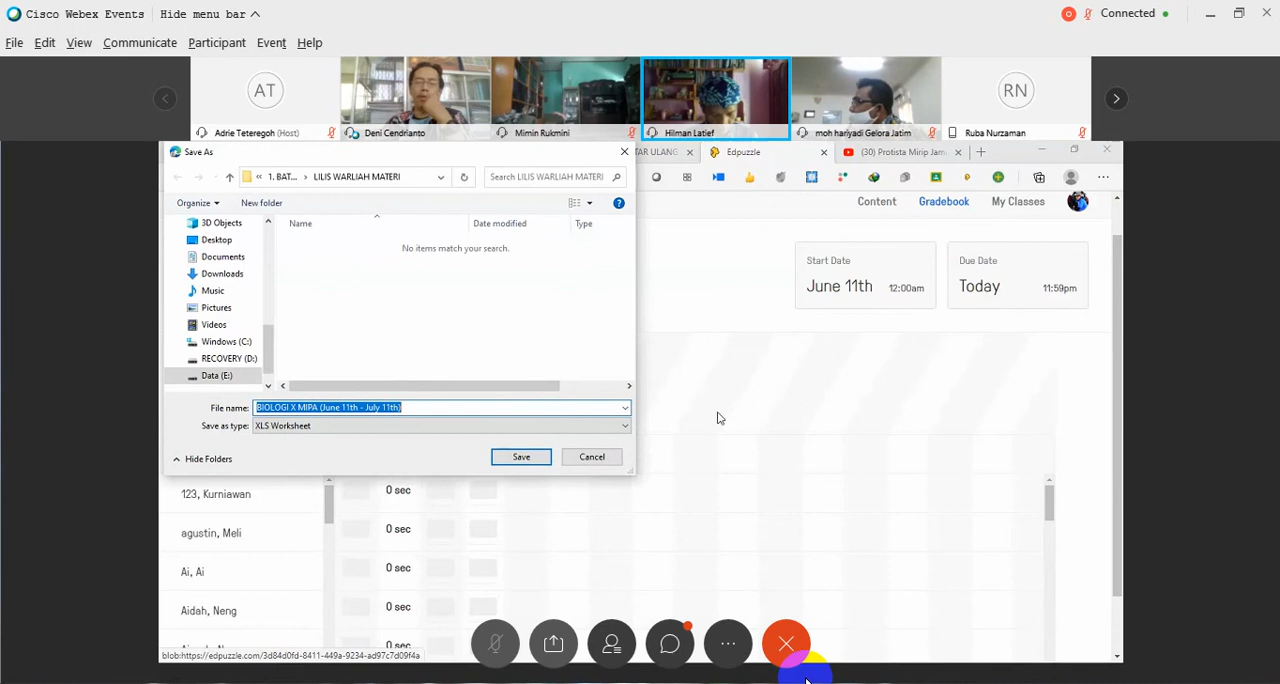 Cisco Webex Events Hide menu bar
Connected
File Edit View Communicate Participant Event Help
AT
RN
Adrie Teteregoh (Host)
Deni Cendrianto
Mimin Rukmini
Hilman Latief
moh hariyadi Gelora Jatim
Ruba Nurzaman
Save As
TAR ULANG
Edpuzzle
(30) Protista Mirip Jam
« 1. BAT... LILIS WARLIAH MATERI
Search LILIS WARLIAH MATERI
Content Gradebook My Classes
Organize New folder
3D Objects
Desktop
Documents
Downloads
Music
Pictures
Videos
Windows (C:)
RECOVERY (D:)
Data (E:)
Name Date modified Type
No items match your search.
Start Date
June 11th 12:00am
Due Date
Today 11:59pm
File name: BIOLOGI X MIPA (June 11th - July 11th)
Save as type: XLS Worksheet
Hide Folders Save Cancel
123, Kurniawan 0 sec
agustin, Meli 0 sec
Ai, Ai 0 sec
Aidah, Neng 0 sec
blob:https://edpuzzle.com/3d84d0fd-8411-449a-9234-ad97c7d09f4a